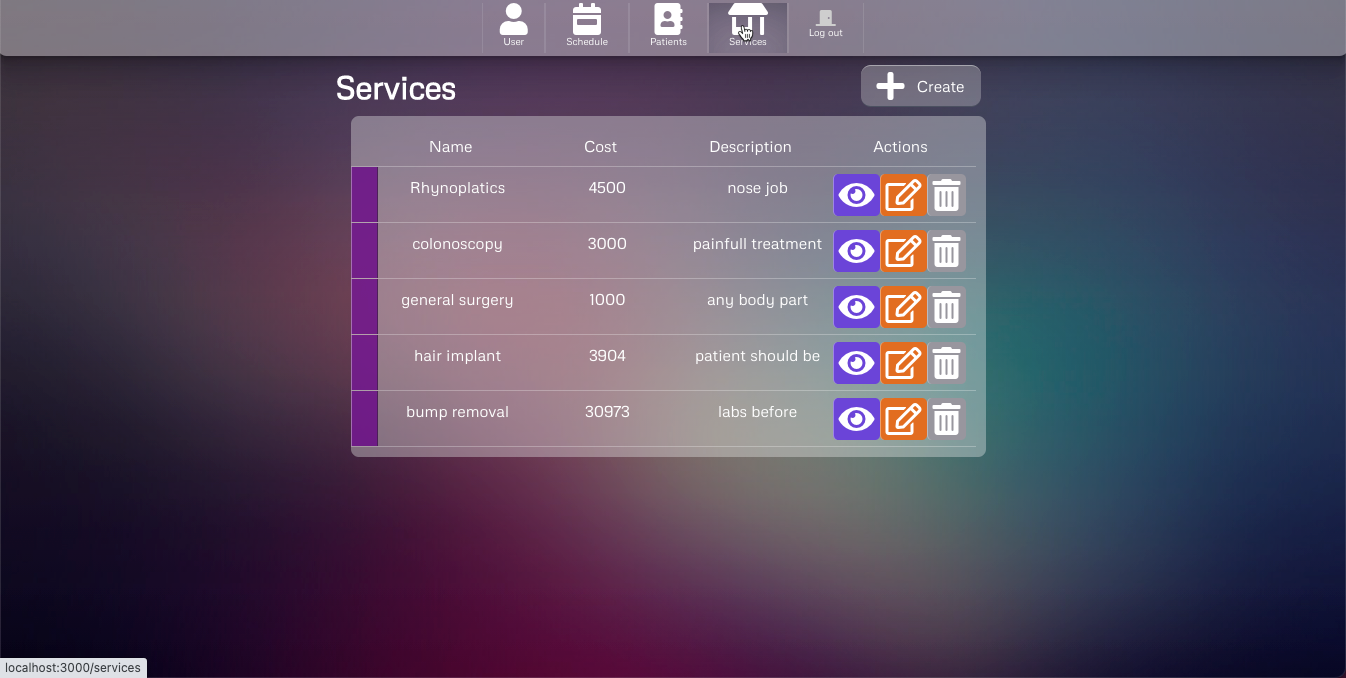 User Schedule Patients Services Log out
Services
Create
Name Cost Description Actions
Rhynoplatics 4500 nose job
colonoscopy 3000 painfull treatment
general surgery 1000 any body part
hair implant 3904 patient should be
bump removal 30973 labs before
localhost:3000/services